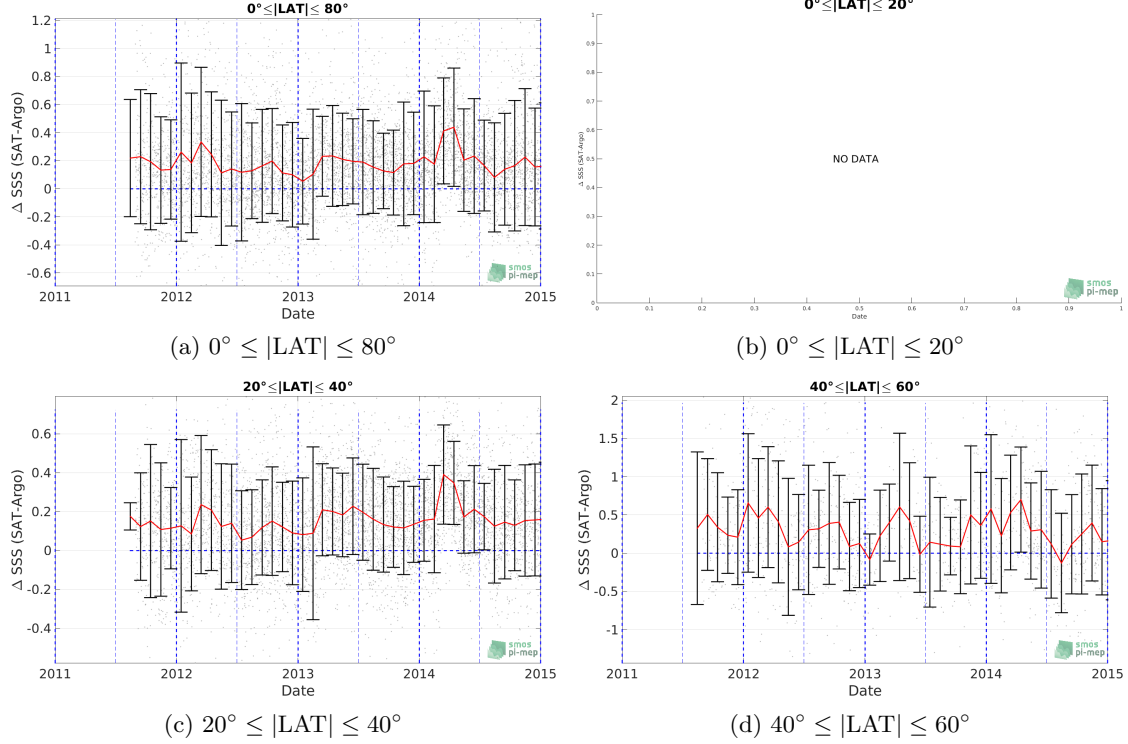 0°≤|LAT|≤ 80°
1.2
1
0.8
0.6
0.4
0.2
0
-0.2
-0.4
-0.6
Δ SSS (SAT-Argo)
2011 2012 2013 2014 2015
Date
smos
pi-mep
(a) 0° ≤ |LAT| ≤ 80°
0°≤|LAT|≤ 20°
1
0.9
0.8
0.7
0.6
0.5
0.4
0.3
0.2
0.1
0
Δ SSS (SAT-Argo)
NO DATA
0 0.1 0.2 0.3 0.4 0.5 0.6 0.7 0.8 0.9 1
Date
smos
pi-mep
(b) 0° ≤ |LAT| ≤ 20°
20°≤|LAT|≤ 40°
0.6
0.4
0.2
0
-0.2
-0.4
Δ SSS (SAT-Argo)
2011 2012 2013 2014 2015
Date
smos
pi-mep
(c) 20° ≤ |LAT| ≤ 40°
40°≤|LAT|≤ 60°
2
1.5
1
0.5
0
-0.5
-1
Δ SSS (SAT-Argo)
2011 2012 2013 2014 2015
Date
smos
pi-mep
(d) 40° ≤ |LAT| ≤ 60°